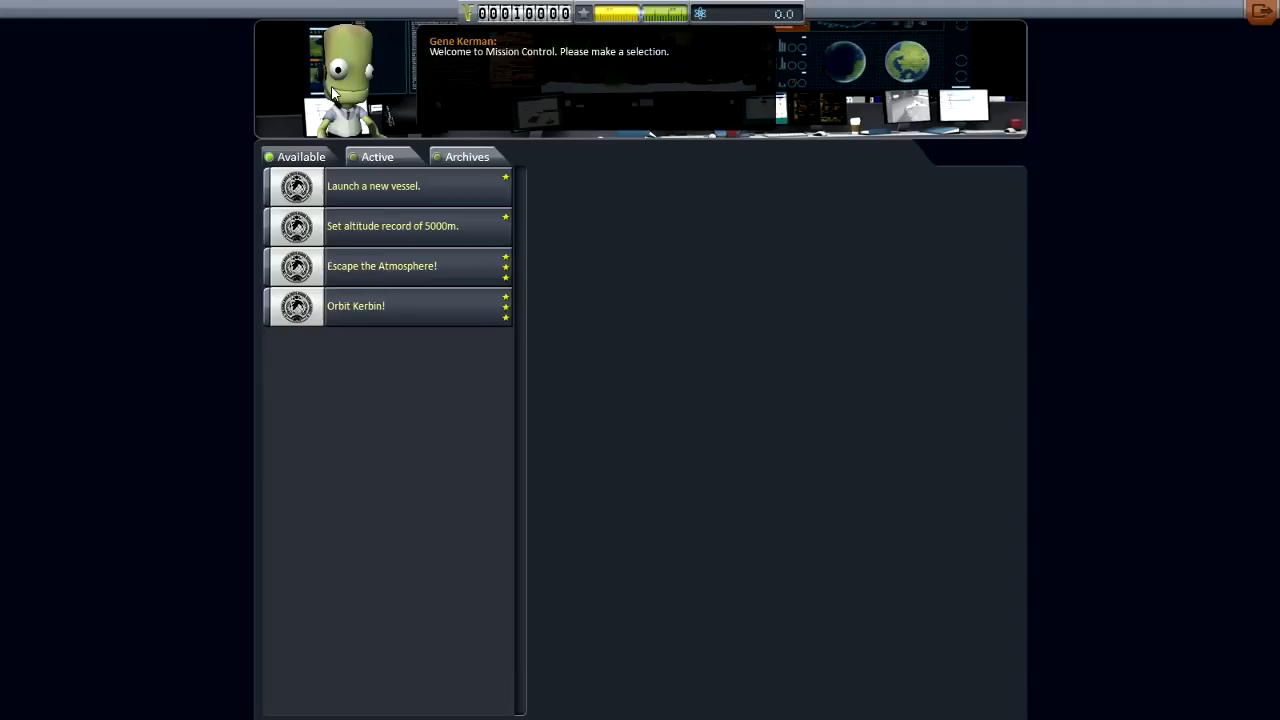 00010000
0.0
Gene Kerman:
Welcome to Mission Control. Please make a selection.
Available
Active
Archives
Launch a new vessel.
Set altitude record of 5000m.
Escape the Atmosphere!
Orbit Kerbin!